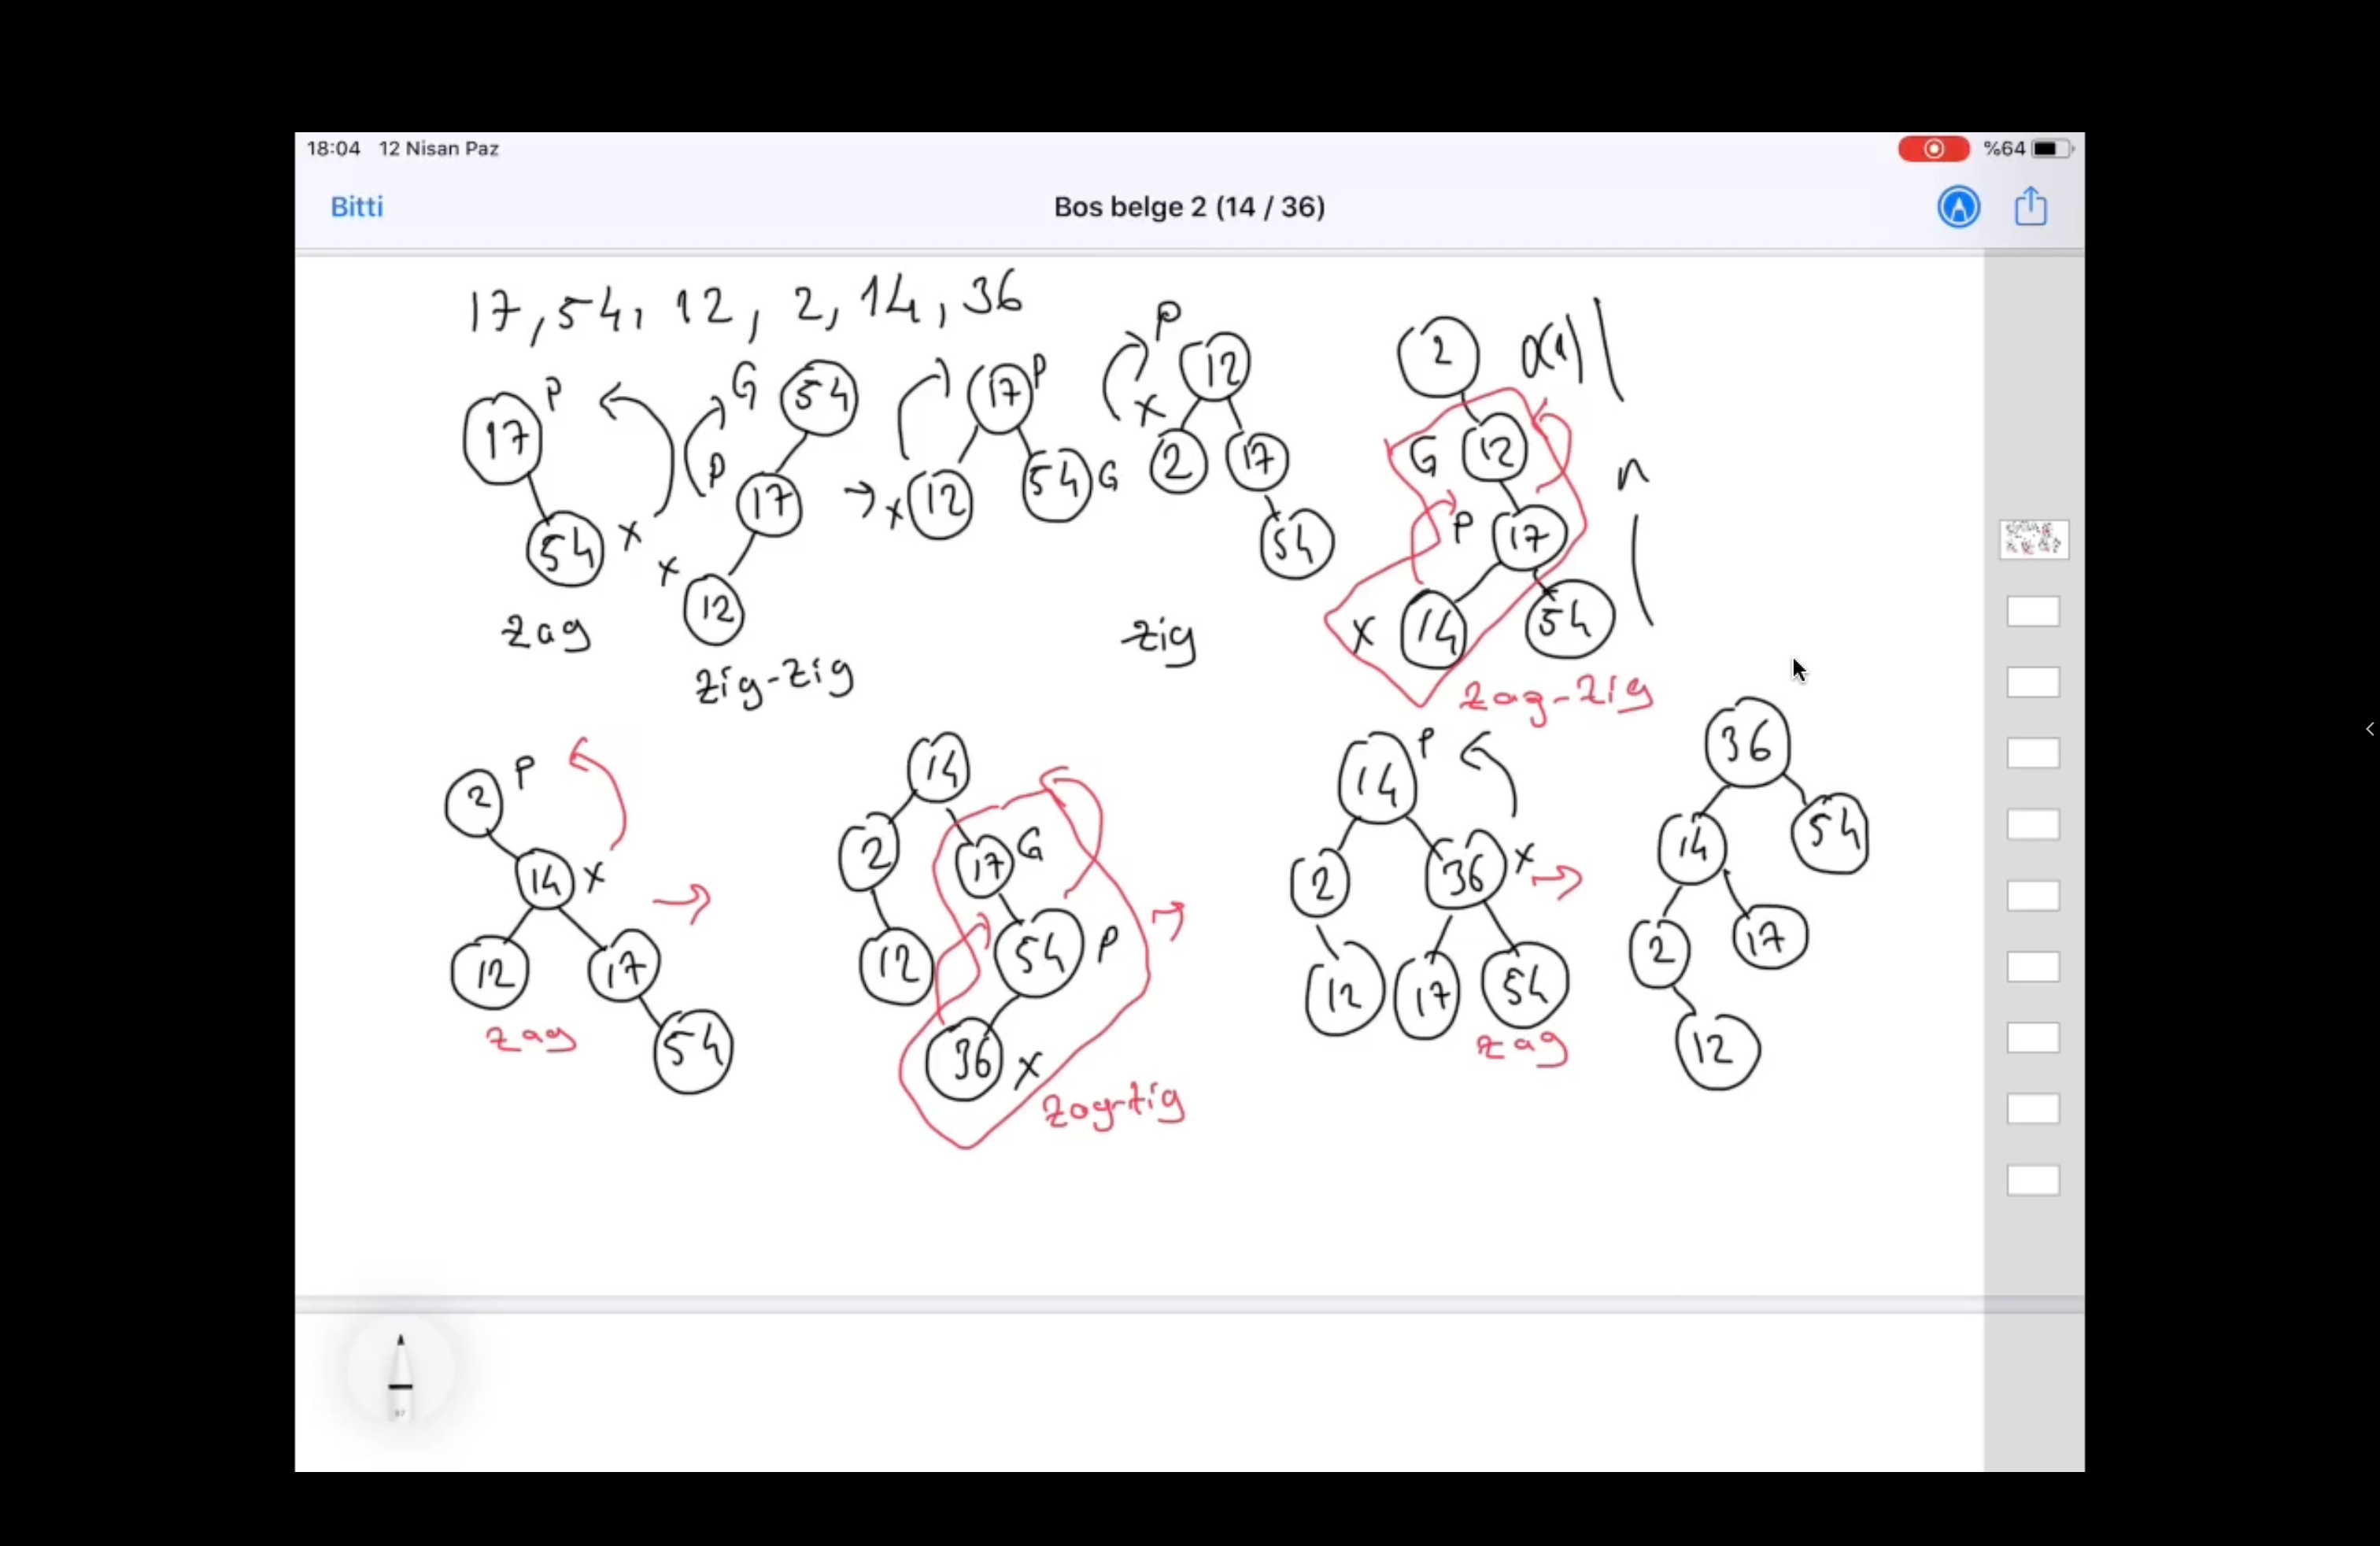 18:04 12 Nisan Paz %64
Bitti Bos belge 2 (14 / 36)
17, 54, 12, 2, 14, 36
17 P 54 x
zag
G 54 P 17 x 12
zig-zig
17 P x 12 54 G
P 12 x 2 17 54
zig
2 G 12 P 17 x 14 54
n
zag-zig
2 P 14 x 12 17 54
zag
14 2 17 G 12 54 P 36 x
zag-zig
14 P 2 36 x 12 17 54
zag
36 14 54 2 17 12